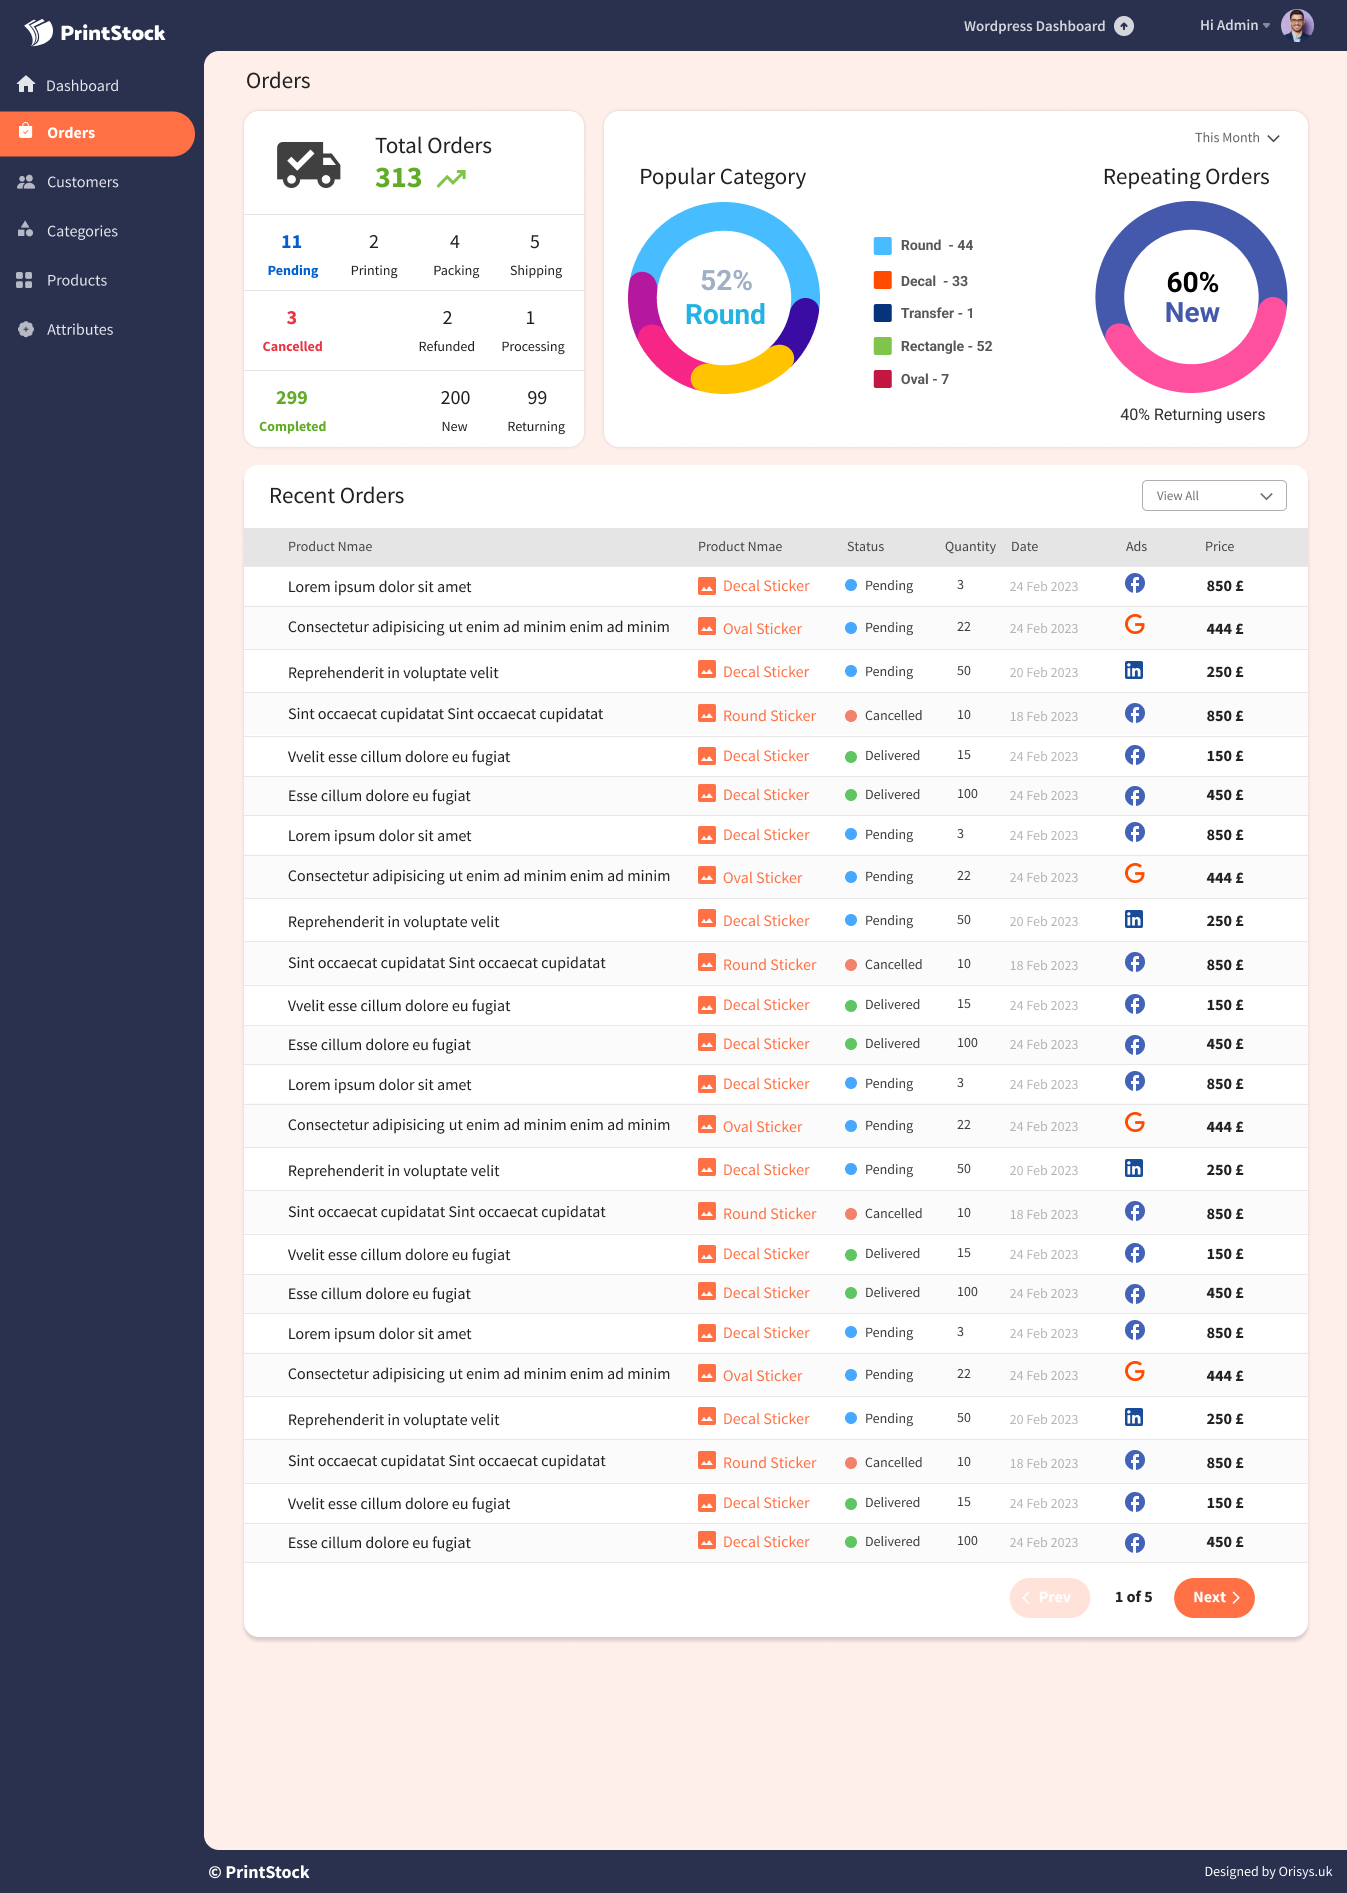 PrintStock
Wordpress Dashboard
Hi Admin
Dashboard
Orders
Customers
Categories
Products
Attributes
Orders
Total Orders
313
11 2 4 5
Pending Printing Packing Shipping
3 2 1
Cancelled Refunded Processing
299 200 99
Completed New Returning
This Month
Popular Category
52%
Round
Round - 44
Decal - 33
Transfer - 1
Rectangle - 52
Oval - 7
Repeating Orders
60%
New
40% Returning users
Recent Orders
View All
Product Nmae Product Nmae Status Quantity Date Ads Price
Lorem ipsum dolor sit amet Decal Sticker Pending 3 24 Feb 2023 850 £
Consectetur adipisicing ut enim ad minim enim ad minim Oval Sticker Pending 22 24 Feb 2023 444 £
Reprehenderit in voluptate velit Decal Sticker Pending 50 20 Feb 2023 in 250 £
Sint occaecat cupidatat Sint occaecat cupidatat Round Sticker Cancelled 10 18 Feb 2023 850 £
Vvelit esse cillum dolore eu fugiat Decal Sticker Delivered 15 24 Feb 2023 150 £
Esse cillum dolore eu fugiat Decal Sticker Delivered 100 24 Feb 2023 450 £
Lorem ipsum dolor sit amet Decal Sticker Pending 3 24 Feb 2023 850 £
Consectetur adipisicing ut enim ad minim enim ad minim Oval Sticker Pending 22 24 Feb 2023 444 £
Reprehenderit in voluptate velit Decal Sticker Pending 50 20 Feb 2023 in 250 £
Sint occaecat cupidatat Sint occaecat cupidatat Round Sticker Cancelled 10 18 Feb 2023 850 £
Vvelit esse cillum dolore eu fugiat Decal Sticker Delivered 15 24 Feb 2023 150 £
Esse cillum dolore eu fugiat Decal Sticker Delivered 100 24 Feb 2023 450 £
Lorem ipsum dolor sit amet Decal Sticker Pending 3 24 Feb 2023 850 £
Consectetur adipisicing ut enim ad minim enim ad minim Oval Sticker Pending 22 24 Feb 2023 444 £
Reprehenderit in voluptate velit Decal Sticker Pending 50 20 Feb 2023 in 250 £
Sint occaecat cupidatat Sint occaecat cupidatat Round Sticker Cancelled 10 18 Feb 2023 850 £
Vvelit esse cillum dolore eu fugiat Decal Sticker Delivered 15 24 Feb 2023 150 £
Esse cillum dolore eu fugiat Decal Sticker Delivered 100 24 Feb 2023 450 £
Lorem ipsum dolor sit amet Decal Sticker Pending 3 24 Feb 2023 850 £
Consectetur adipisicing ut enim ad minim enim ad minim Oval Sticker Pending 22 24 Feb 2023 444 £
Reprehenderit in voluptate velit Decal Sticker Pending 50 20 Feb 2023 in 250 £
Sint occaecat cupidatat Sint occaecat cupidatat Round Sticker Cancelled 10 18 Feb 2023 850 £
Vvelit esse cillum dolore eu fugiat Decal Sticker Delivered 15 24 Feb 2023 150 £
Esse cillum dolore eu fugiat Decal Sticker Delivered 100 24 Feb 2023 450 £
Prev 1 of 5 Next
© PrintStock
Designed by Orisys.uk